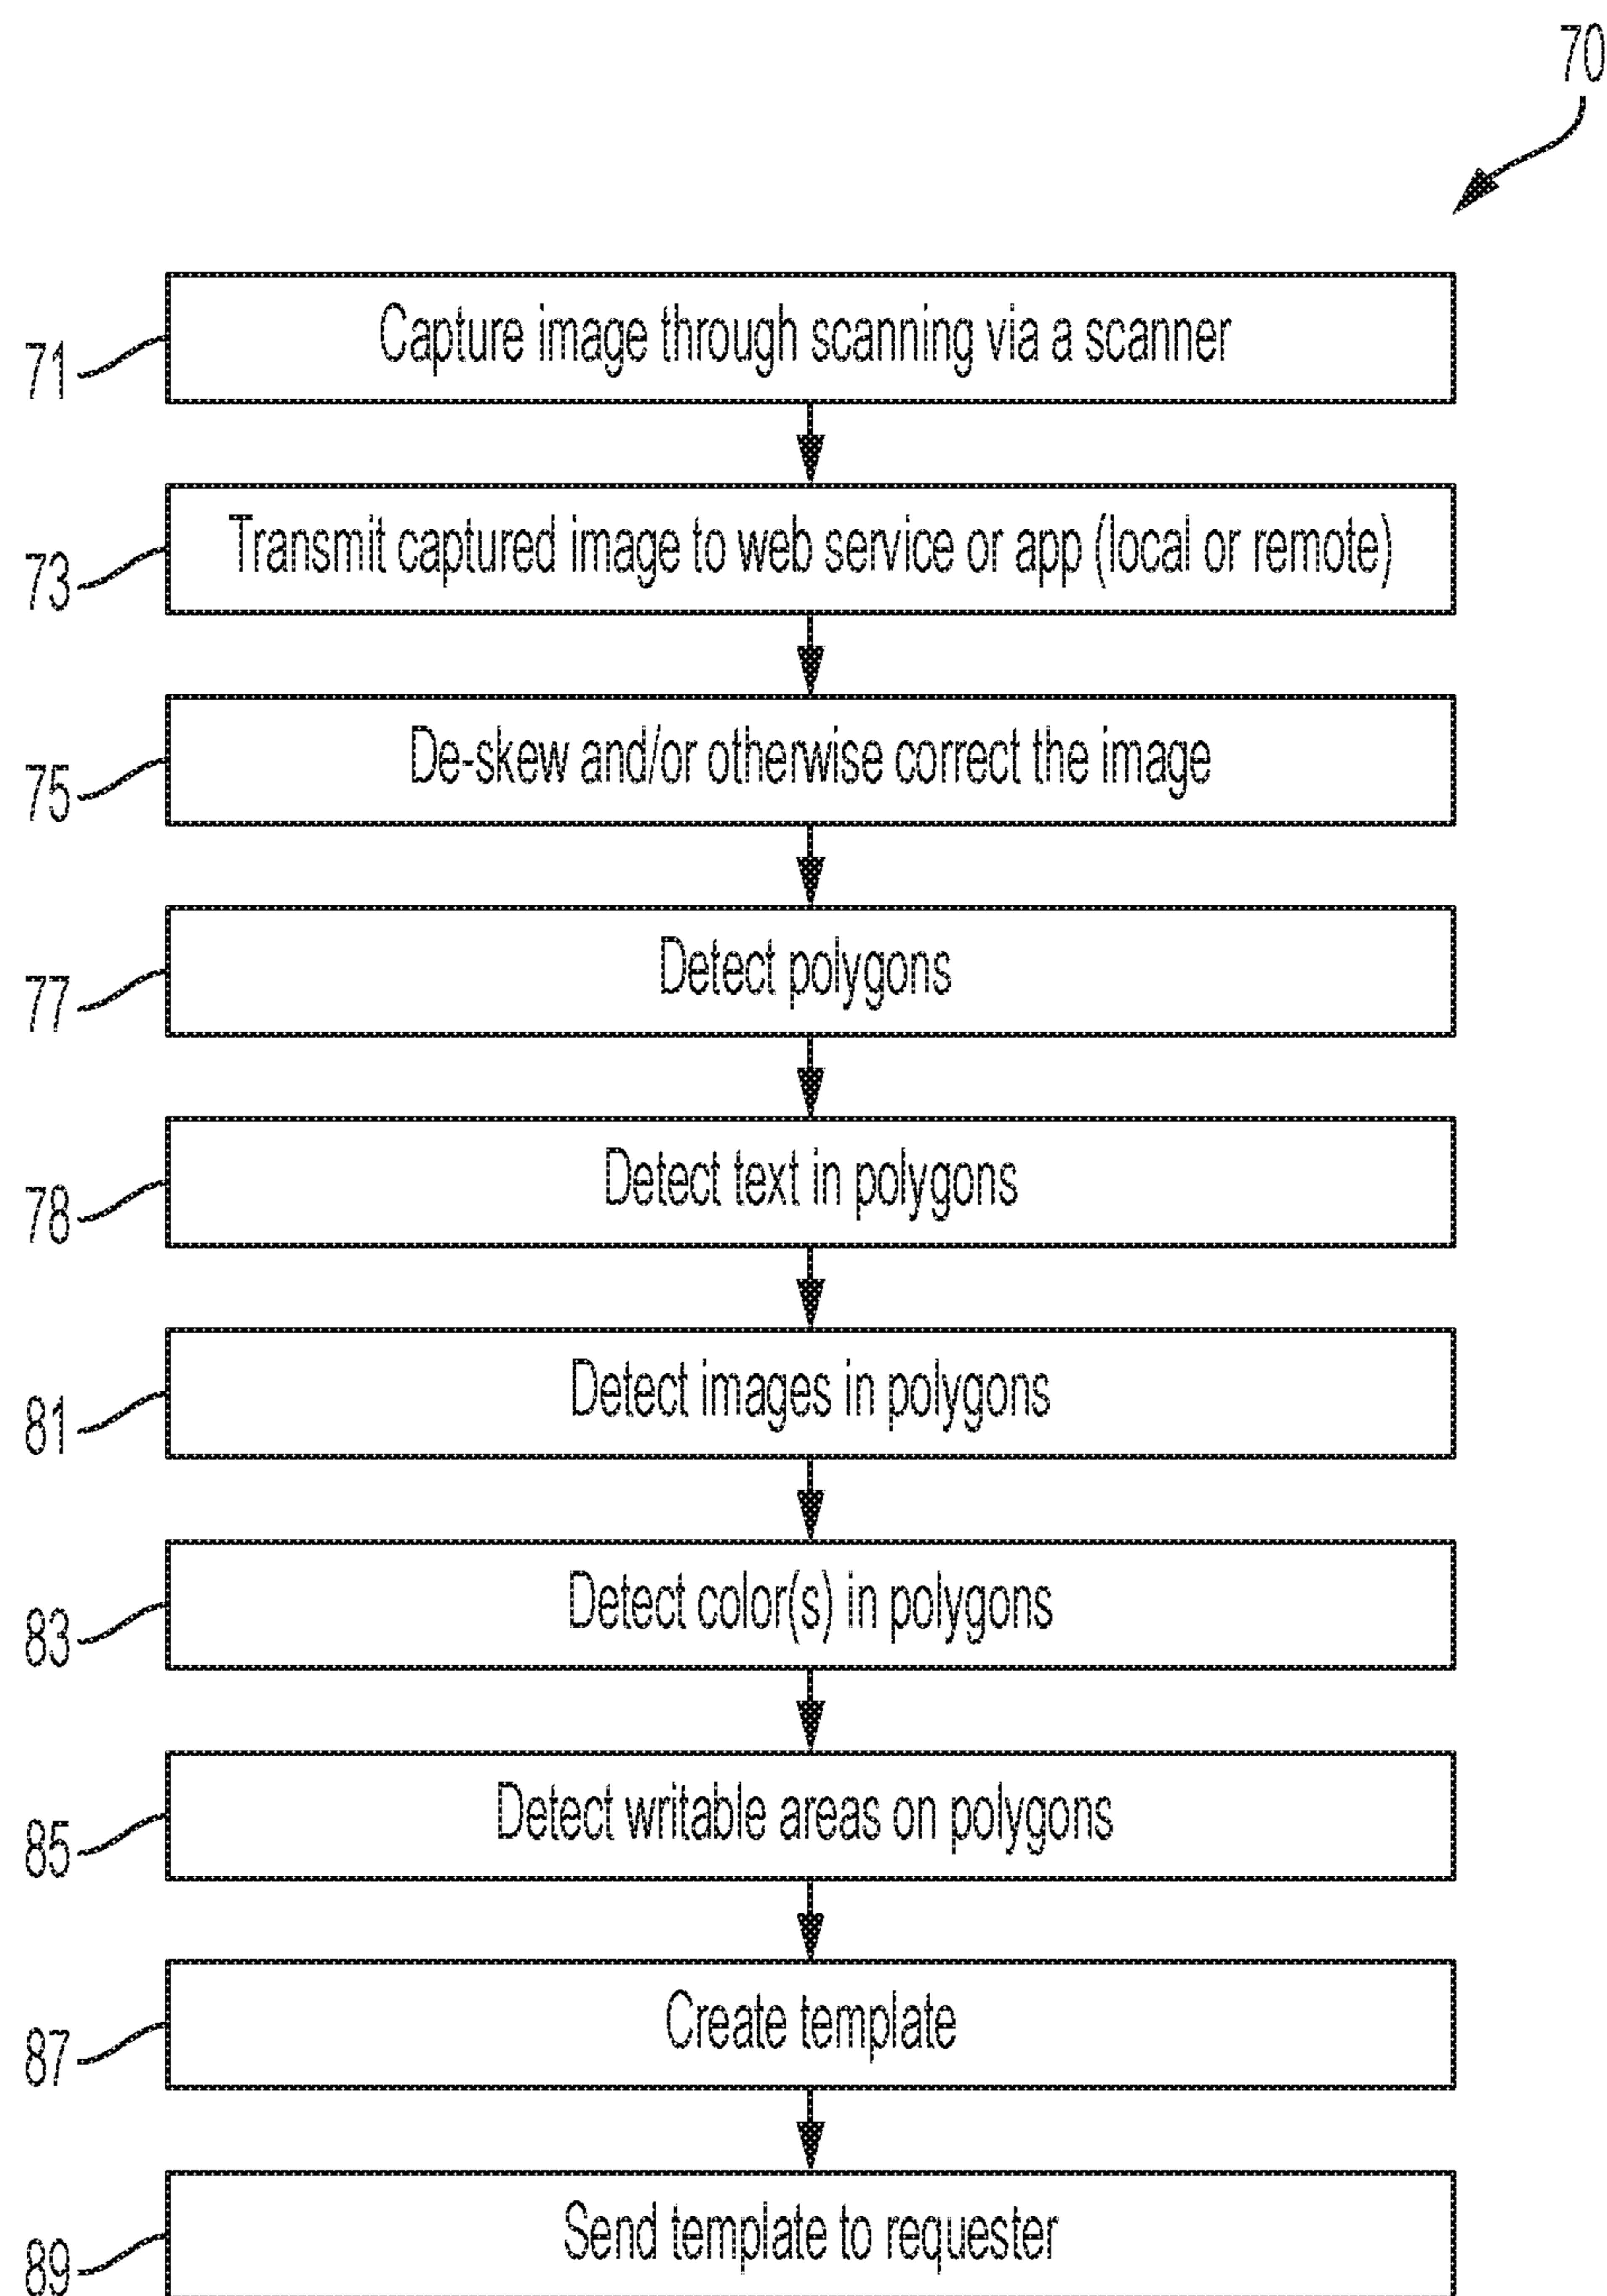 70
71 Capture image through scanning via a scanner
73 Transmit captured image to web service or app (local or remote)
75 De-skew and/or otherwise correct the image
77 Detect polygons
78 Detect text in polygons
81 Detect images in polygons
83 Detect color(s) in polygons
85 Detect writable areas on polygons
87 Create template
89 Send template to requester